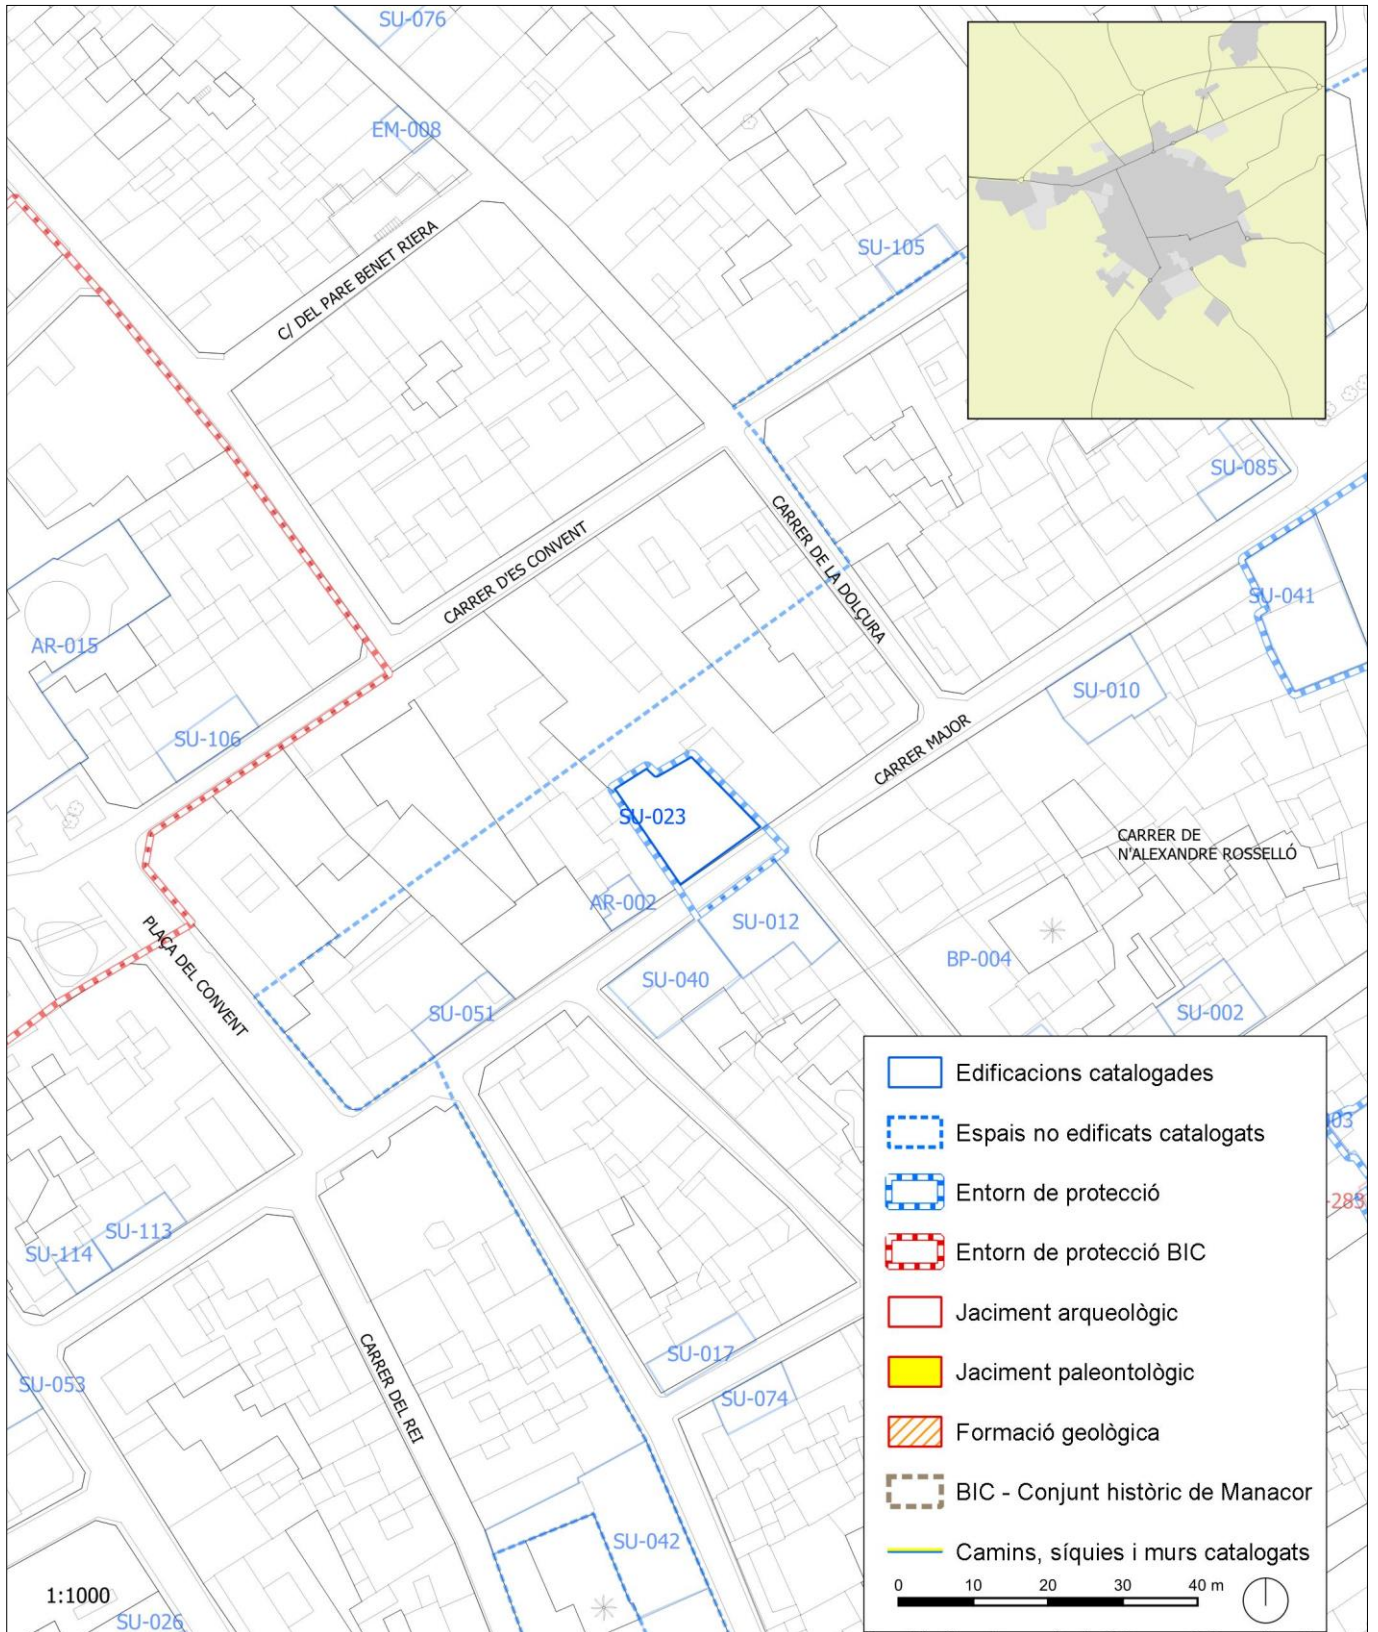 SU-076
EM-008
C/ DEL PARE BENET RIERA
SU-105
SU-085
CARRER D'ES CONVENT
CARRER DE LA DOLÇURA
SU-041
AR-015
SU-010
SU-106
CARRER MAJOR
SU-023
CARRER DE
N'ALEXANDRE ROSSELLÓ
AR-002
SU-012
PLAÇA DEL CONVENT
SU-040
BP-004
SU-051
SU-002
SU-113
SU-114
SU-017
SU-053
SU-074
CARRER DEL REI
SU-042
SU-026
1:1000
Edificacions catalogades
Espais no edificats catalogats
Entorn de protecció
Entorn de protecció BIC
Jaciment arqueològic
Jaciment paleontològic
Formació geològica
BIC - Conjunt històric de Manacor
Camins, síquies i murs catalogats
0 10 20 30 40 m